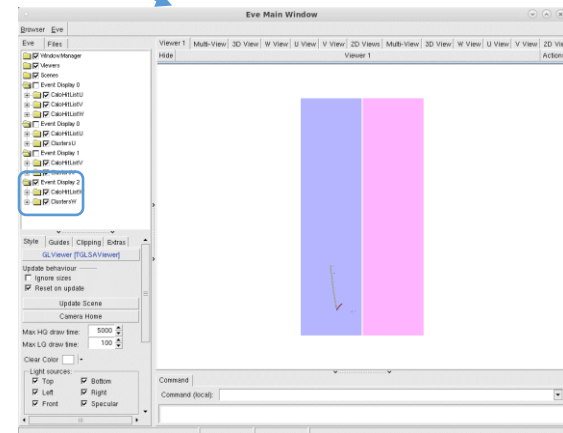 Eve Main Window
Browser Eve
Eve Files
Viewer 1 Multi-View 3D View W View U View V View 2D Views Multi-View 3D View W View U View V View 2D Vie
Hide Viewer 1 Action
WindowManager
Viewers
Scenes
Event Display 0
CaloHitListU
CaloHitListV
CaloHitListW
Event Display 0
CaloHitListU
ClustersU
Event Display 1
CaloHitListV
Event Display 2
ClustersW
Style Guides Clipping Extras
GLViewer [TGLSAViewer]
Update behaviour
Ignore sizes
Reset on update
Update Scene
Camera Home
Max HQ draw time: 5000
Max LQ draw time: 100
Clear Color
Light sources:
Top Bottom
Left Right
Front Specular
Command
Command (local):